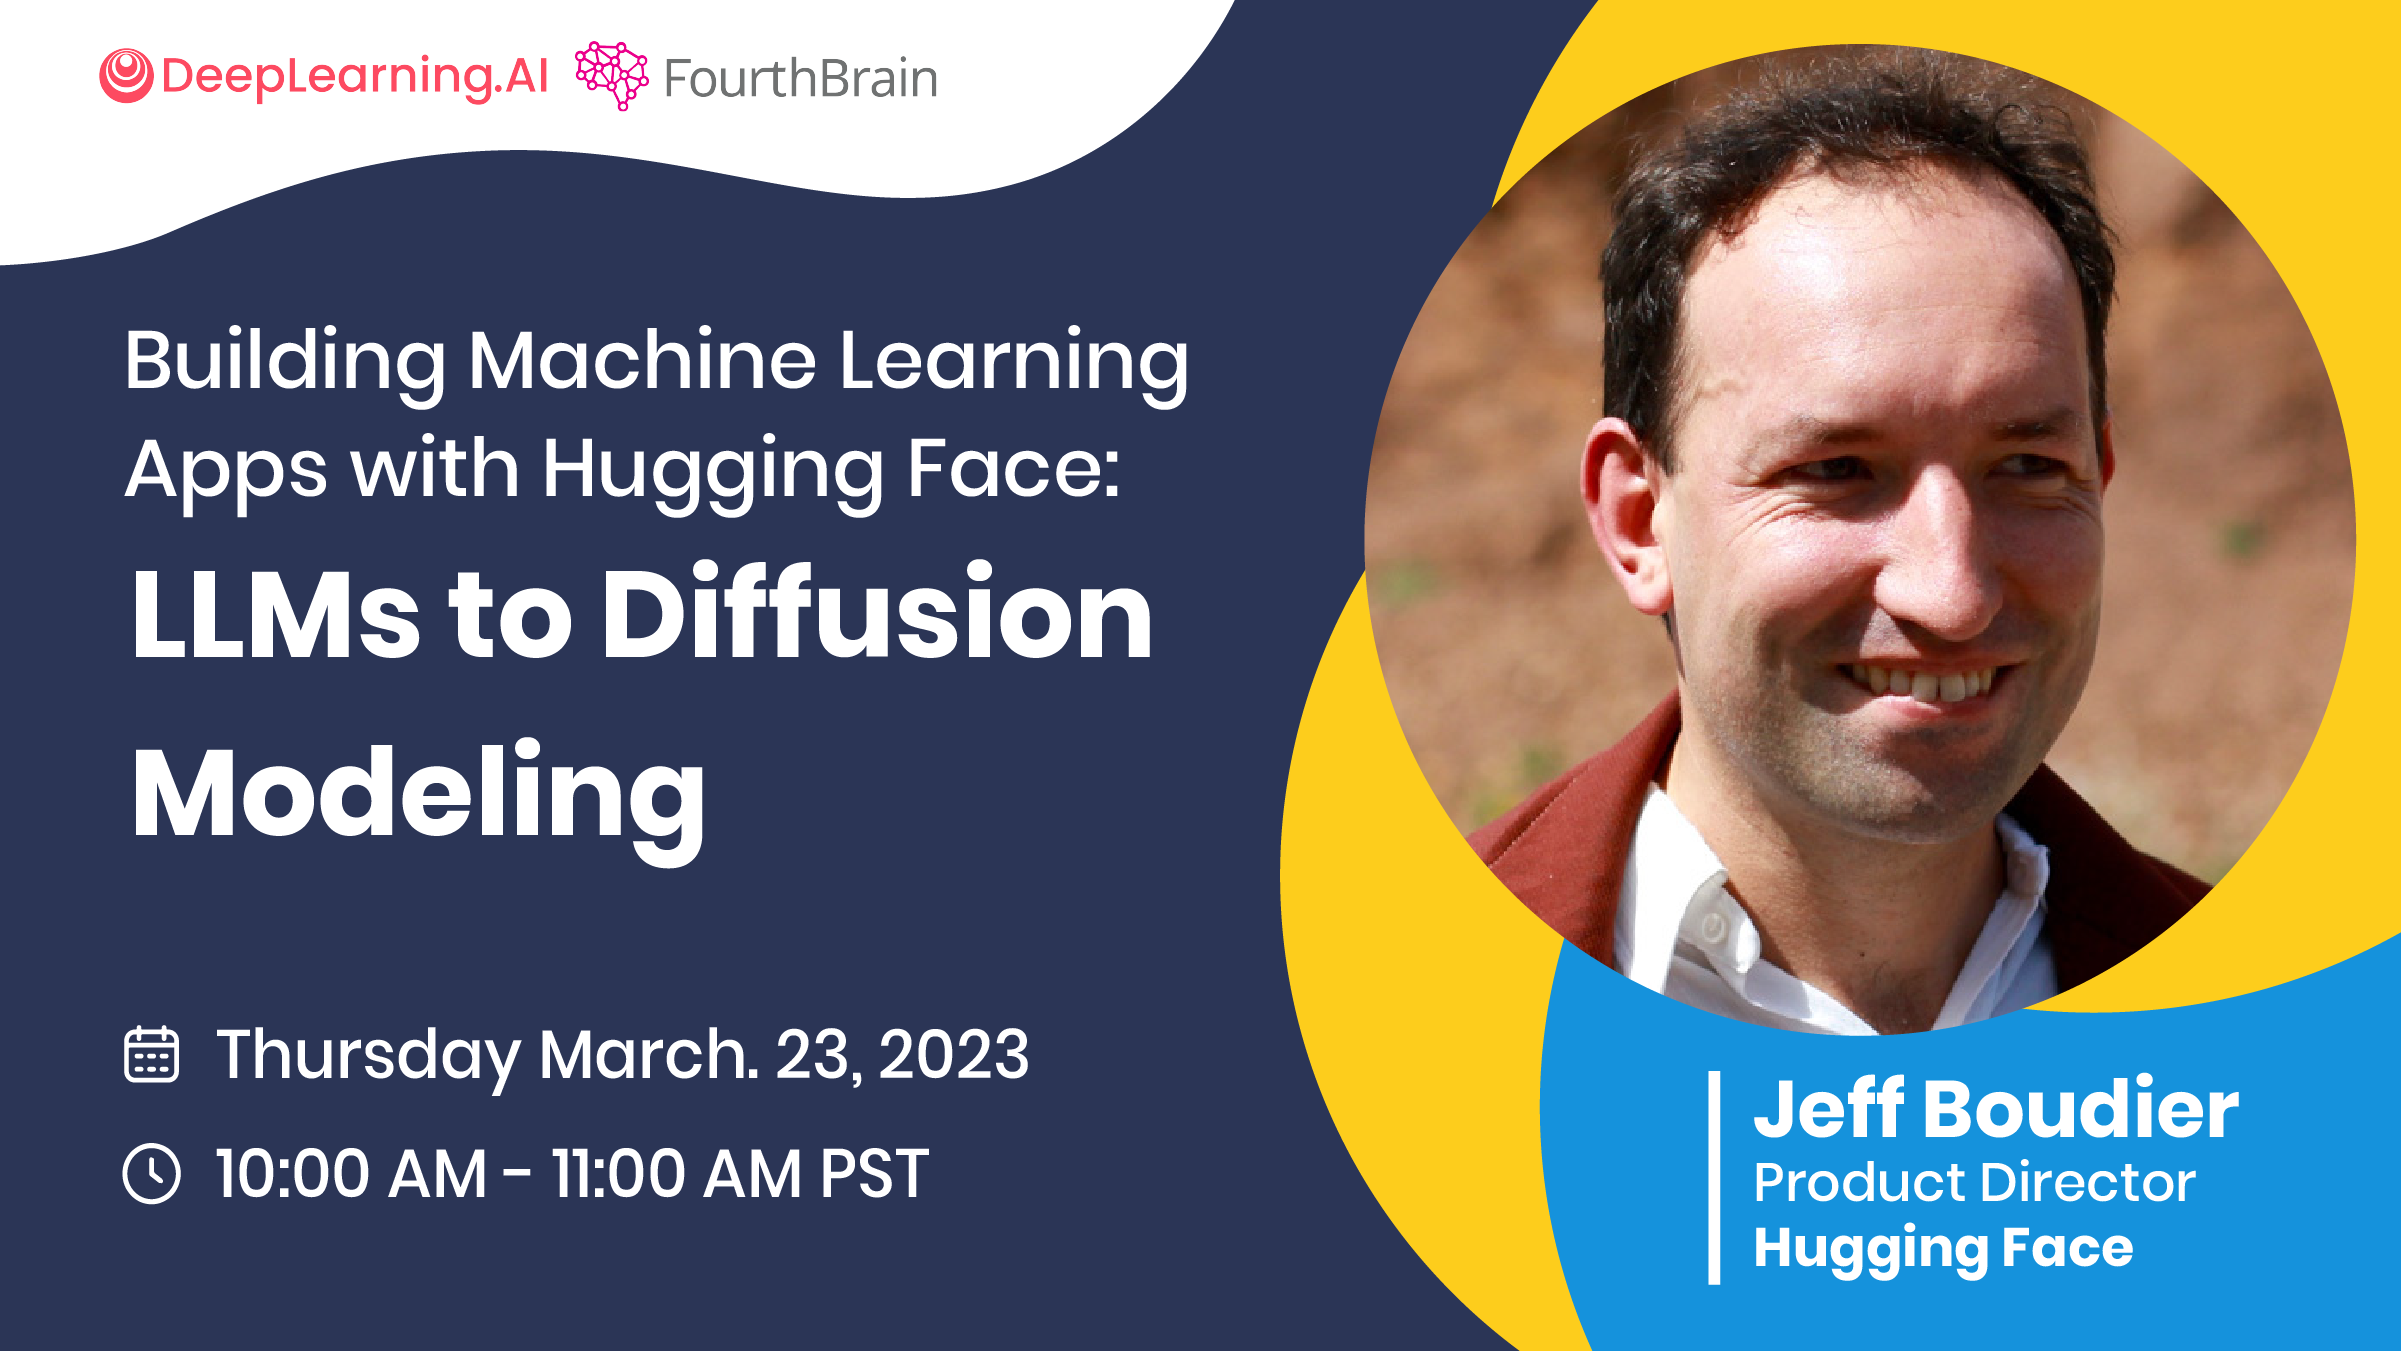 DeepLearning.AI FourthBrain
Building Machine Learning
Apps with Hugging Face:
LLMs to Diffusion
Modeling
Thursday March. 23, 2023
10:00 AM - 11:00 AM PST
Jeff Boudier
Product Director
Hugging Face